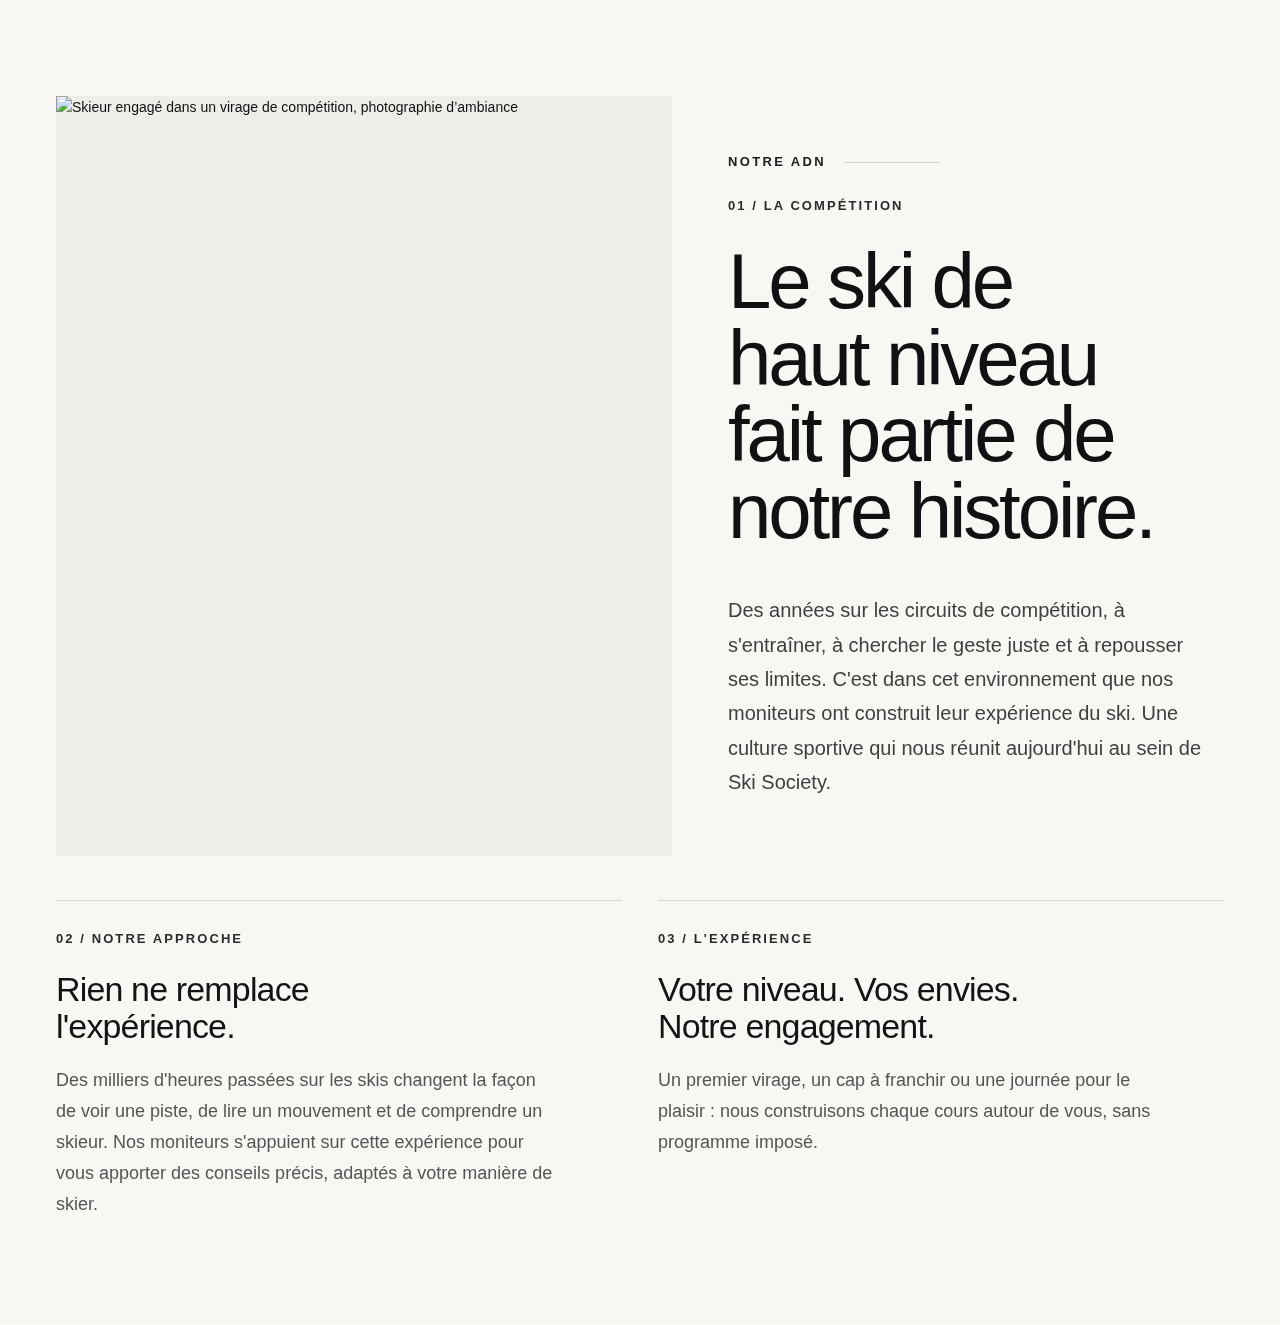 Skieur engagé dans un virage de compétition, photographie d’ambiance
NOTRE ADN
01 / LA COMPÉTITION
Le ski de
haut niveau
fait partie de
notre histoire.
Des années sur les circuits de compétition, à
s'entraîner, à chercher le geste juste et à repousser
ses limites. C'est dans cet environnement que nos
moniteurs ont construit leur expérience du ski. Une
culture sportive qui nous réunit aujourd'hui au sein de
Ski Society.
02 / NOTRE APPROCHE
Rien ne remplace
l'expérience.
Des milliers d'heures passées sur les skis changent la façon
de voir une piste, de lire un mouvement et de comprendre un
skieur. Nos moniteurs s'appuient sur cette expérience pour
vous apporter des conseils précis, adaptés à votre manière de
skier.
03 / L'EXPÉRIENCE
Votre niveau. Vos envies.
Notre engagement.
Un premier virage, un cap à franchir ou une journée pour le
plaisir : nous construisons chaque cours autour de vous, sans
programme imposé.